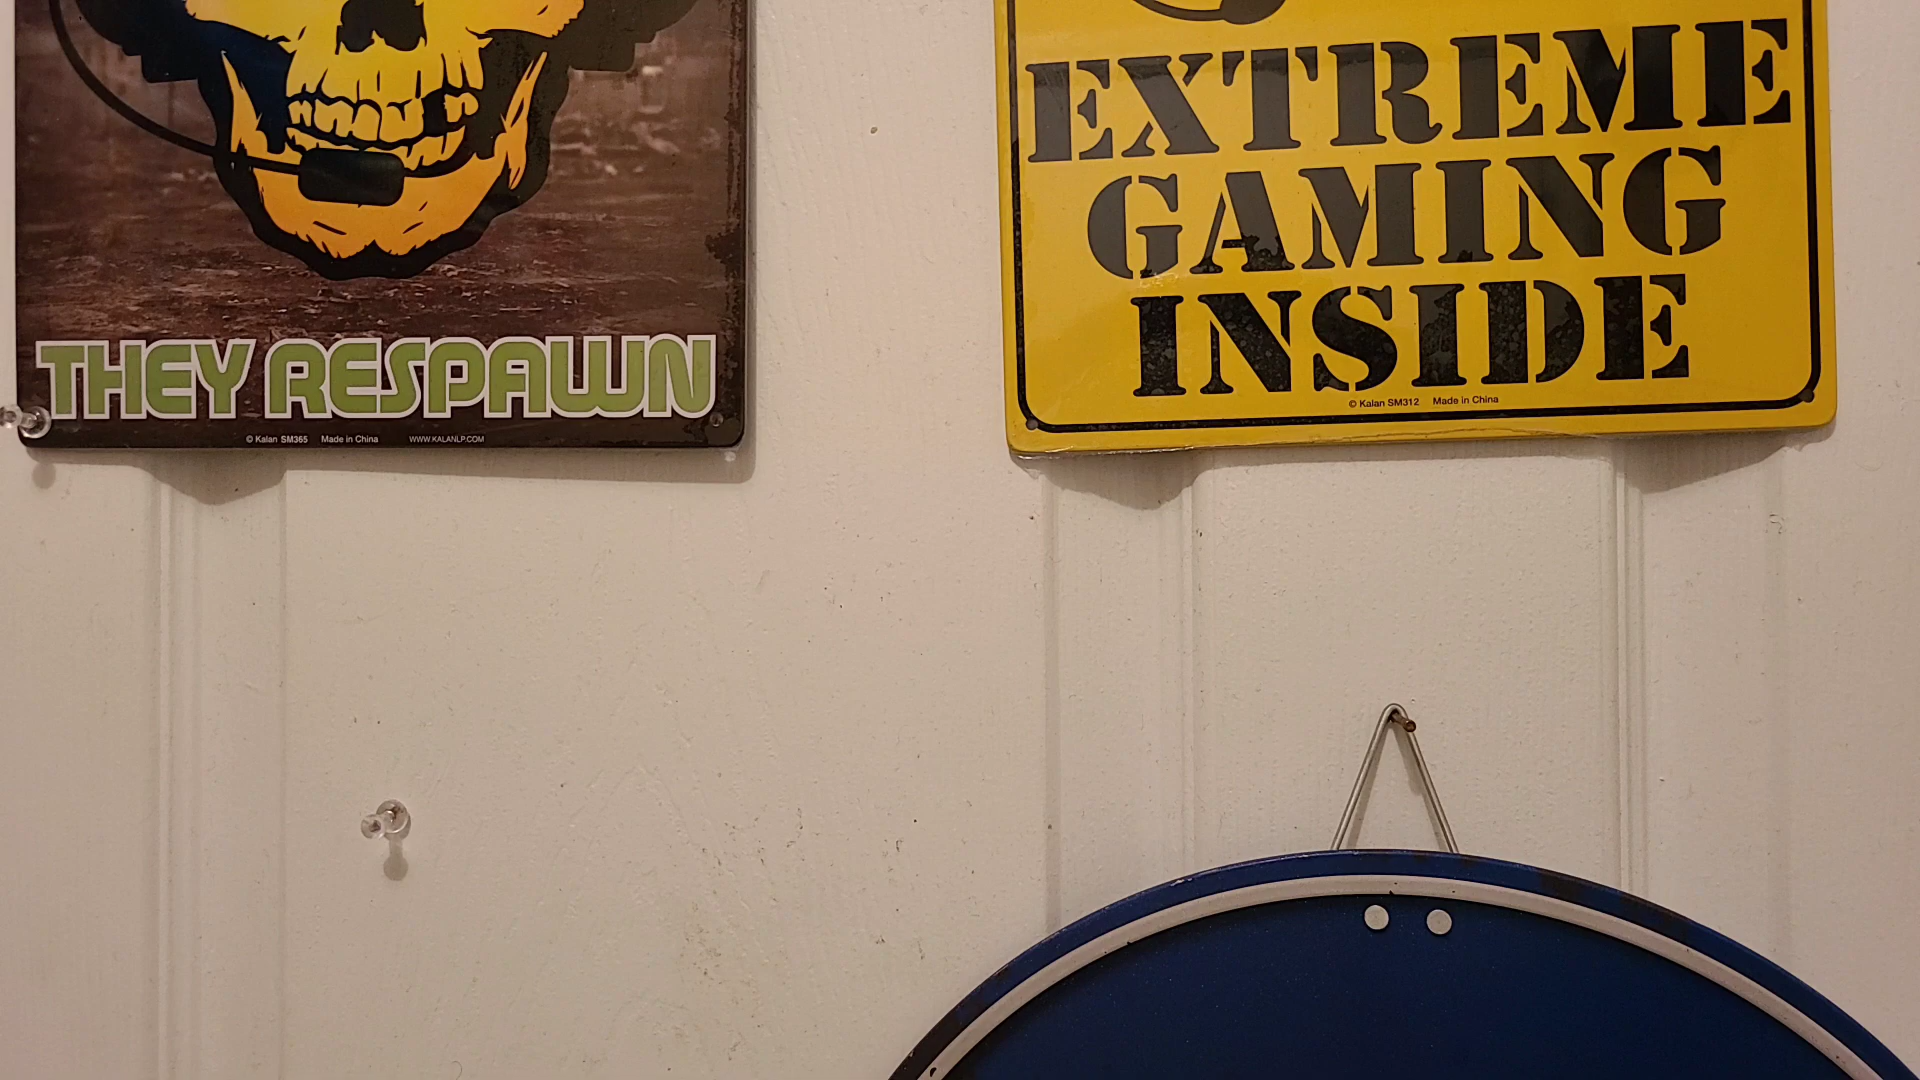 THEY RESPAWN
© Kalan SM365 Made in China WWW.KALANLP.COM
EXTREME
GAMING
INSIDE
© Kalan SM312 Made in China